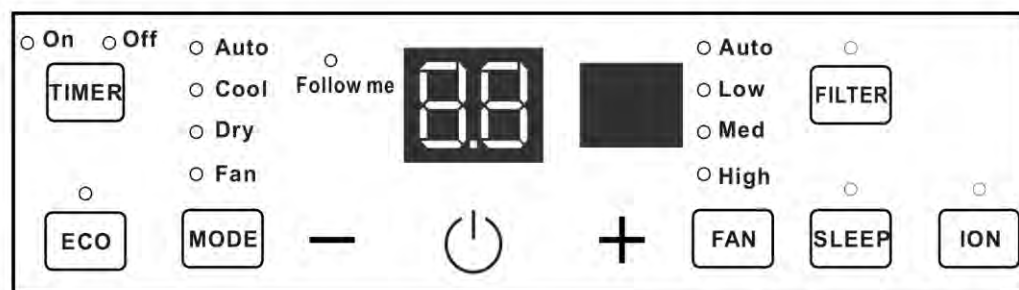 On Off
TIMER
ECO
Auto
Cool
Dry
Fan
MODE
Follow me
8.8
Auto
Low
Med
High
FAN
FILTER
SLEEP
ION